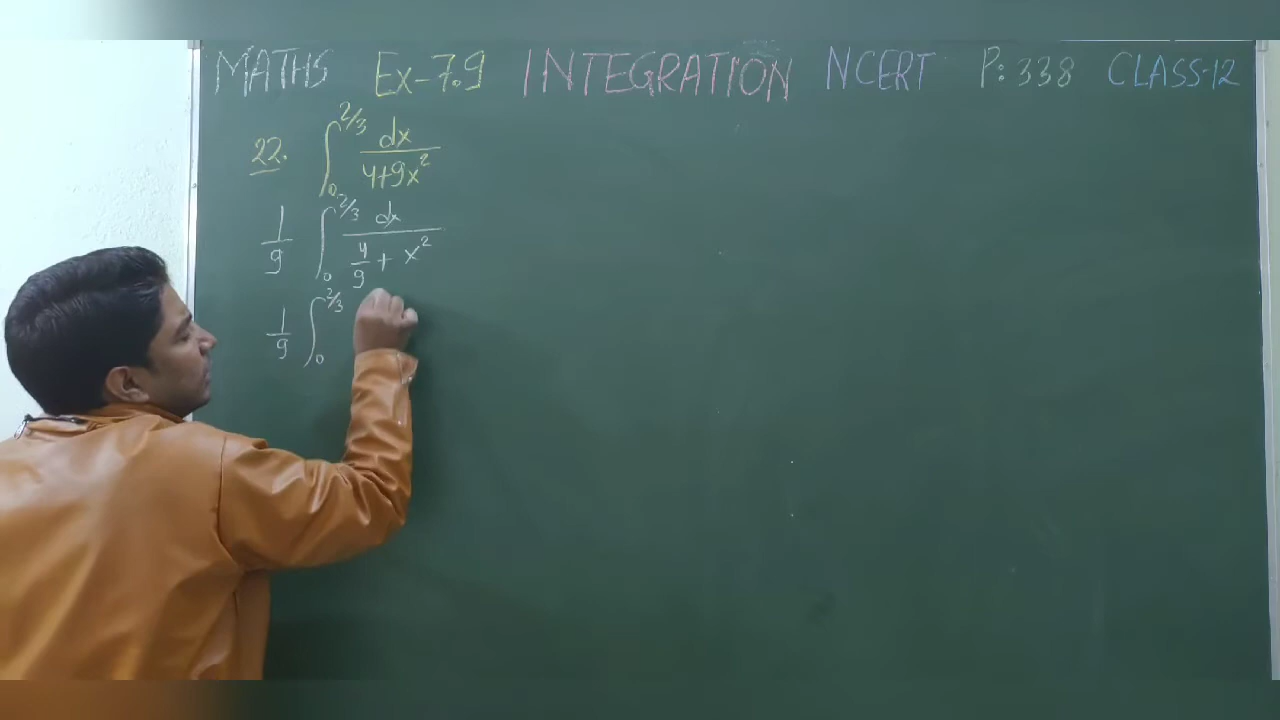 MATHS Ex-7.9 INTEGRATION NCERT P: 338 CLASS-12
22. ∫₀^{2/3} dx/(4+9x²)
1/9 ∫₀^{2/3} dx/(4/9 + x²)
1/9 ∫₀^{2/3}